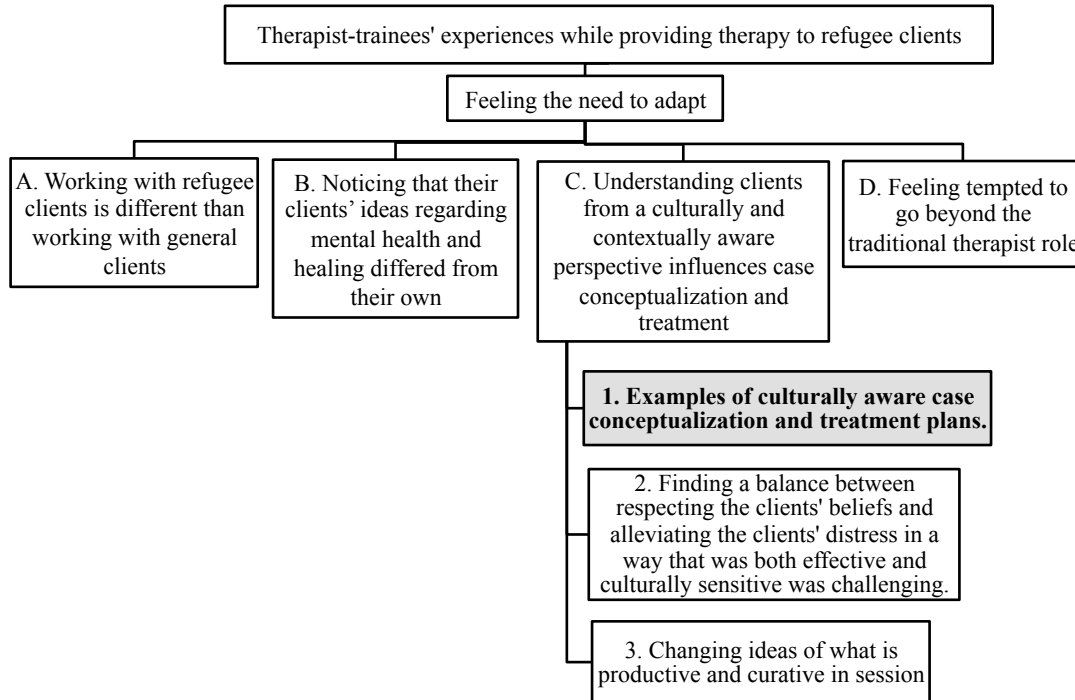 Therapist-trainees' experiences while providing therapy to refugee clients
Feeling the need to adapt
A. Working with refugee
clients is different than
working with general
clients
B. Noticing that their
clients’ ideas regarding
mental health and
healing differed from
their own
C. Understanding clients
from a culturally and
contextually aware
perspective influences case
conceptualization and
treatment
D. Feeling tempted to
go beyond the
traditional therapist role
1. Examples of culturally aware case
conceptualization and treatment plans.
2. Finding a balance between
respecting the clients' beliefs and
alleviating the clients' distress in a
way that was both effective and
culturally sensitive was challenging.
3. Changing ideas of what is
productive and curative in session